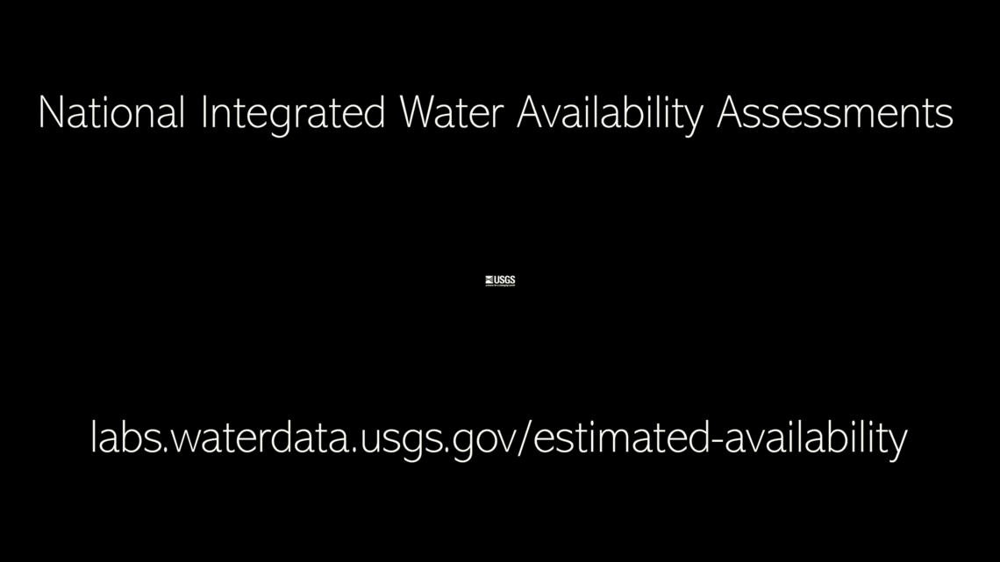 National Integrated Water Availability Assessments
USGS
labs.waterdata.usgs.gov/estimated-availability